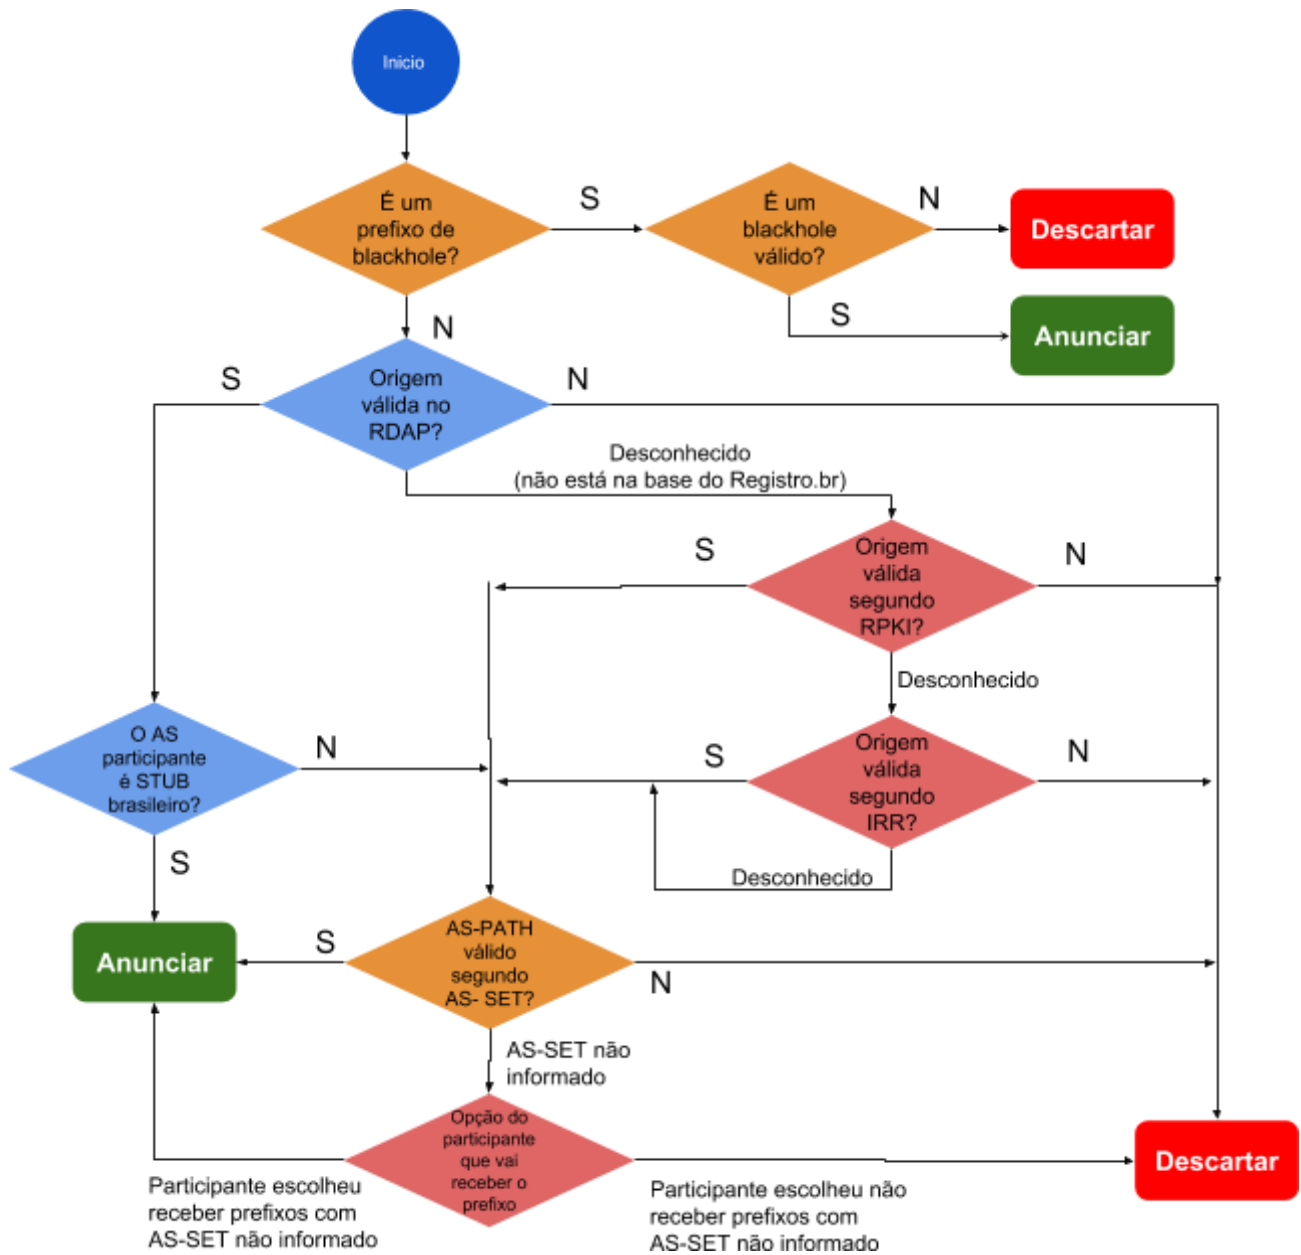 Inicio
É um
prefixo de
blackhole?
S
É um
blackhole
válido?
N
Descartar
S
Anunciar
N
S
Origem
válida no
RDAP?
N
Desconhecido
(não está na base do Registro.br)
S
Origem
válida
segundo
RPKI?
N
Desconhecido
O AS
participante
é STUB
brasileiro?
N
S
Origem
válida
segundo
IRR?
N
Desconhecido
S
Anunciar
S
AS-PATH
válido
segundo
AS- SET?
N
AS-SET não
informado
Opção do
participante
que vai
receber o
prefixo
Descartar
Participante escolheu
receber prefixos com
AS-SET não informado
Participante escolheu não
receber prefixos com
AS-SET não informado